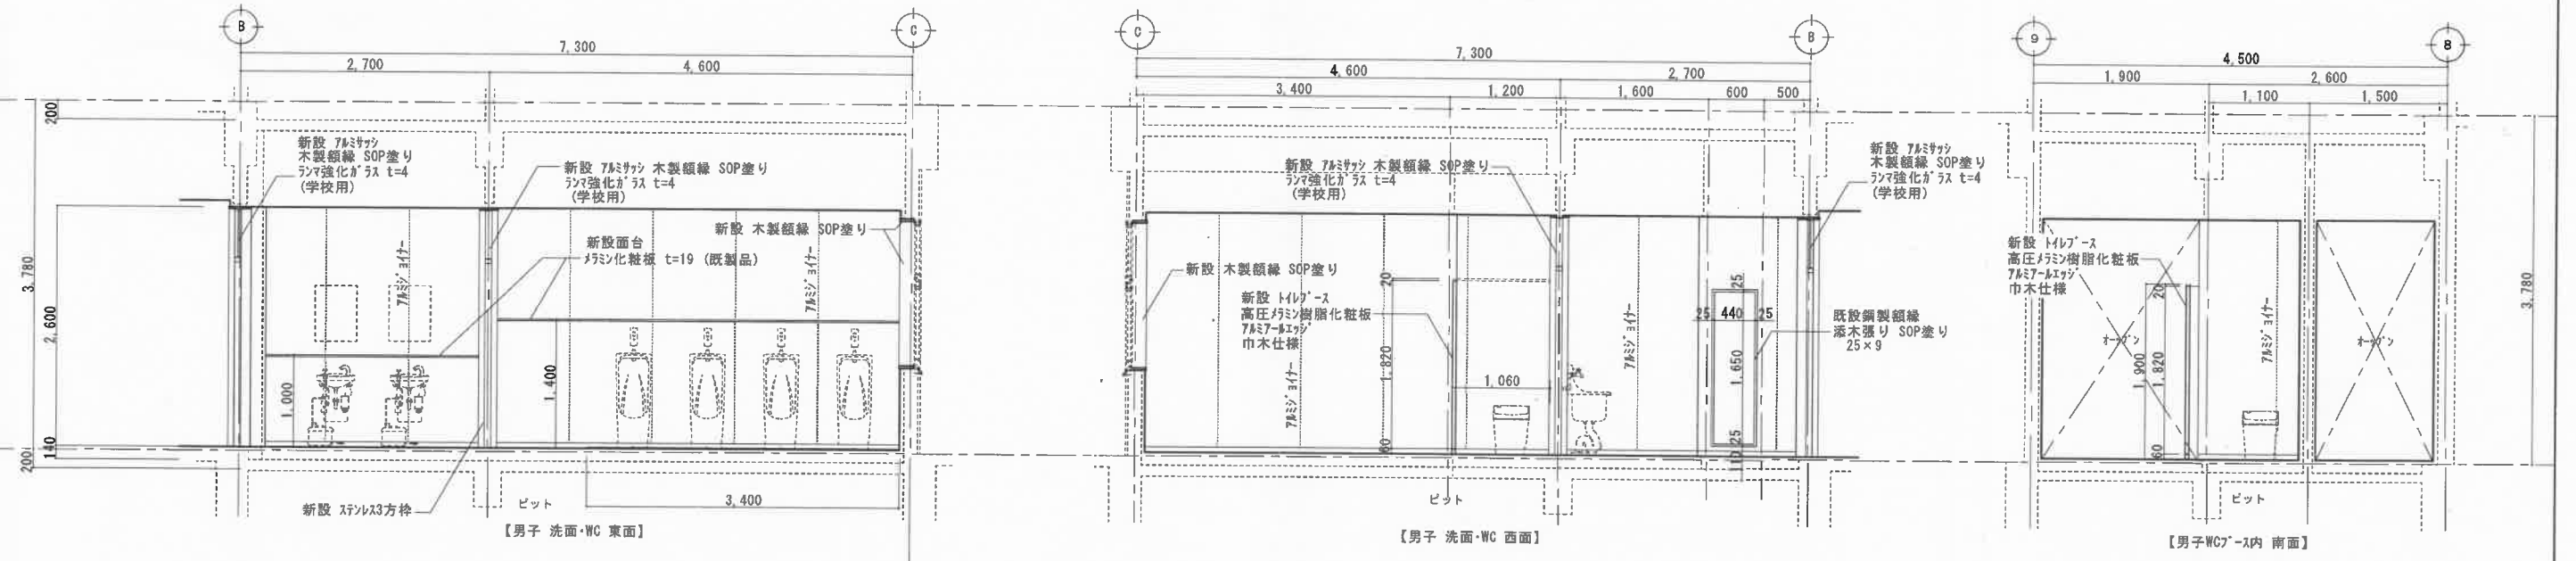 B
C
7,300
2,700
4,600
200
3,780
2,600
140
200
新設 アルミサッシ
木製額縁 SOP塗り
ランマ強化ガラス t=4
(学校用)
新設 アルミサッシ 木製額縁 SOP塗り
ランマ強化ガラス t=4
(学校用)
新設 木製額縁 SOP塗り
新設面台
メラミン化粧板 t=19 (既製品)
アルミジョイナー
アルミジョイナー
1,000
1,400
新設 ステンレス3方枠
ピット
3,400
【男子 洗面・WC 東面】
C
B
7,300
4,600
2,700
3,400
1,200
1,600
600
500
新設 アルミサッシ 木製額縁 SOP塗り
ランマ強化ガラス t=4
(学校用)
新設 アルミサッシ
木製額縁 SOP塗り
ランマ強化ガラス t=4
(学校用)
新設 木製額縁 SOP塗り
新設 トイレブース
高圧メラミン樹脂化粧板
アルミアールエッジ
巾木仕様
アルミジョイナー
アルミジョイナー
20
1,820
60
1,060
25
25
440
25
1,650
25
110
既設鋼製額縁
添木張り SOP塗り
25×9
ピット
【男子 洗面・WC 西面】
9
8
4,500
1,900
2,600
1,100
1,500
新設 トイレブース
高圧メラミン樹脂化粧板
アルミアールエッジ
巾木仕様
オープン
20
1,900
1,820
60
アルミジョイナー
オープン
3,780
ピット
【男子WCブース内 南面】